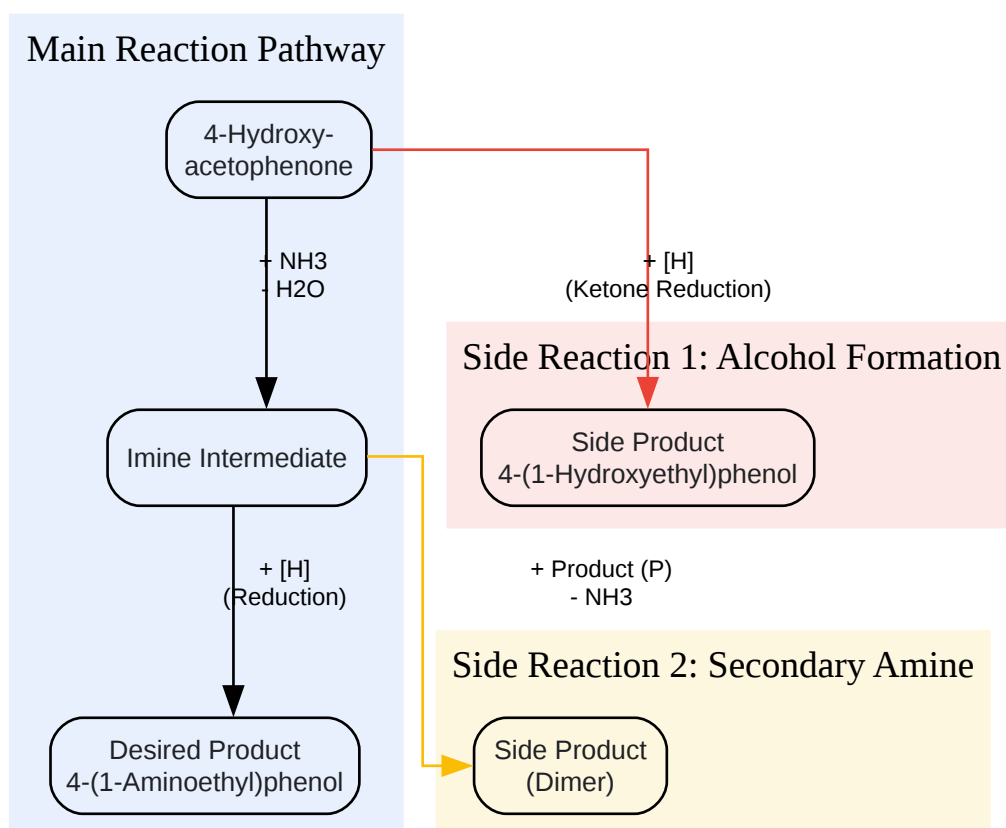 Main Reaction Pathway
4-Hydroxy-
acetophenone
+ NH3
- H2O
+ [H]
(Ketone Reduction)
Side Reaction 1: Alcohol Formation
Imine Intermediate
Side Product
4-(1-Hydroxyethyl)phenol
+ [H]
(Reduction)
+ Product (P)
- NH3
Side Reaction 2: Secondary Amine
Desired Product
4-(1-Aminoethyl)phenol
Side Product
(Dimer)